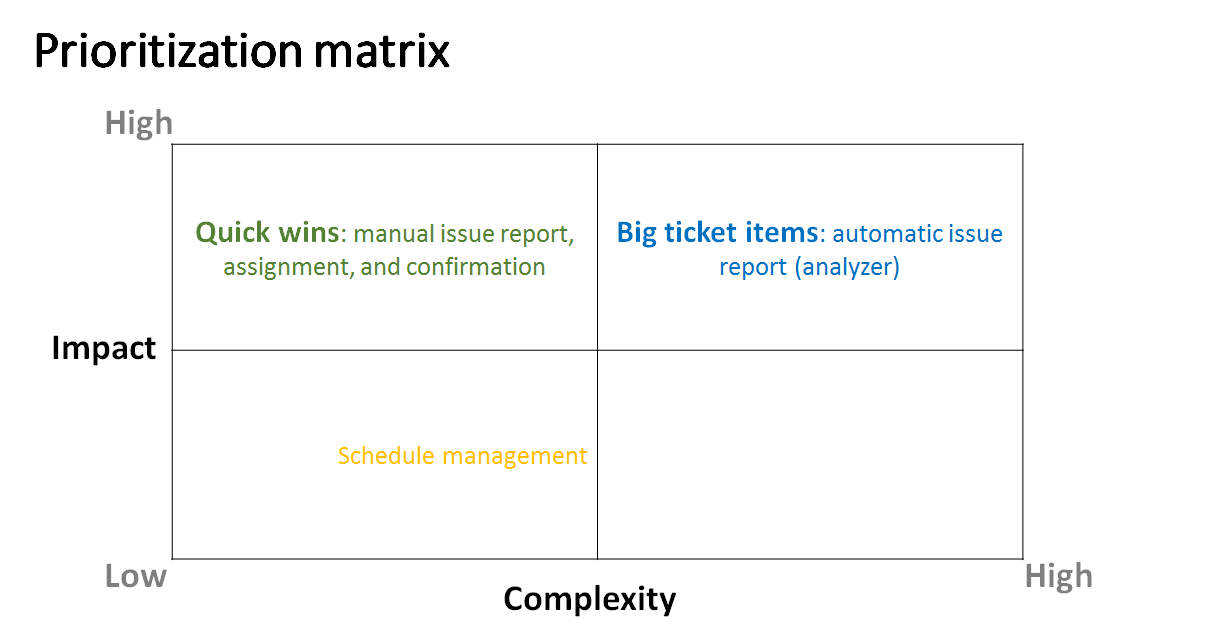 Prioritization matrix
High
Quick wins: manual issue report,
assignment, and confirmation
Big ticket items: automatic issue
report (analyzer)
Impact
Schedule management
Low
High
Complexity